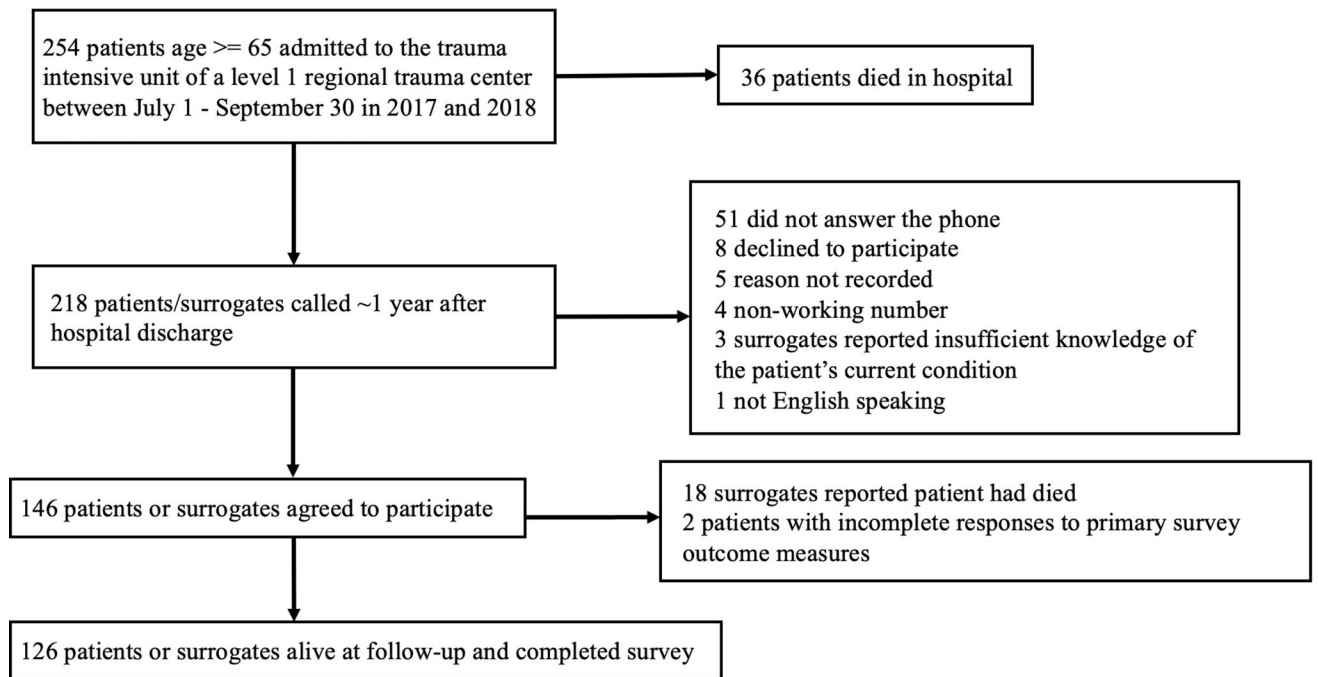 254 patients age >= 65 admitted to the trauma
intensive unit of a level 1 regional trauma center
between July 1 - September 30 in 2017 and 2018
36 patients died in hospital
51 did not answer the phone
8 declined to participate
5 reason not recorded
4 non-working number
3 surrogates reported insufficient knowledge of
the patient’s current condition
1 not English speaking
218 patients/surrogates called ~1 year after
hospital discharge
146 patients or surrogates agreed to participate
18 surrogates reported patient had died
2 patients with incomplete responses to primary survey
outcome measures
126 patients or surrogates alive at follow-up and completed survey